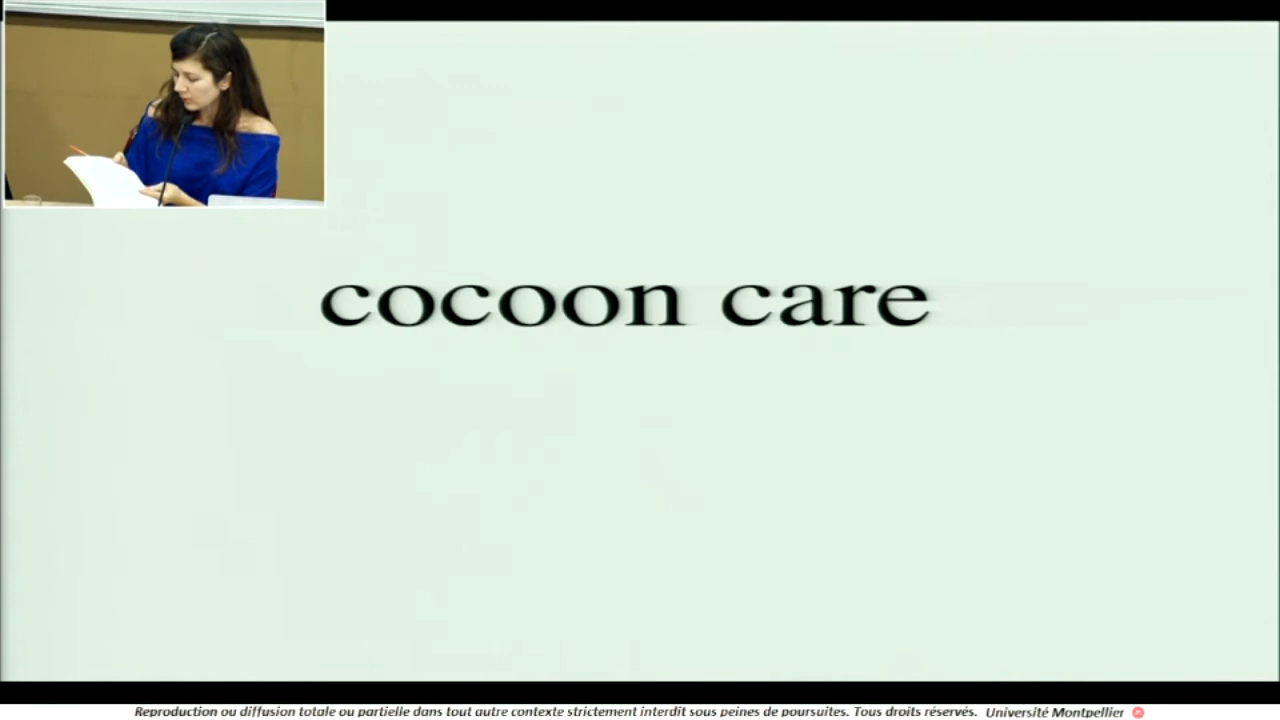 cocoon care
Reproduction ou diffusion totale ou partielle dans tout autre contexte strictement interdit sous peines de poursuites. Tous droits réservés. Université Montpellier